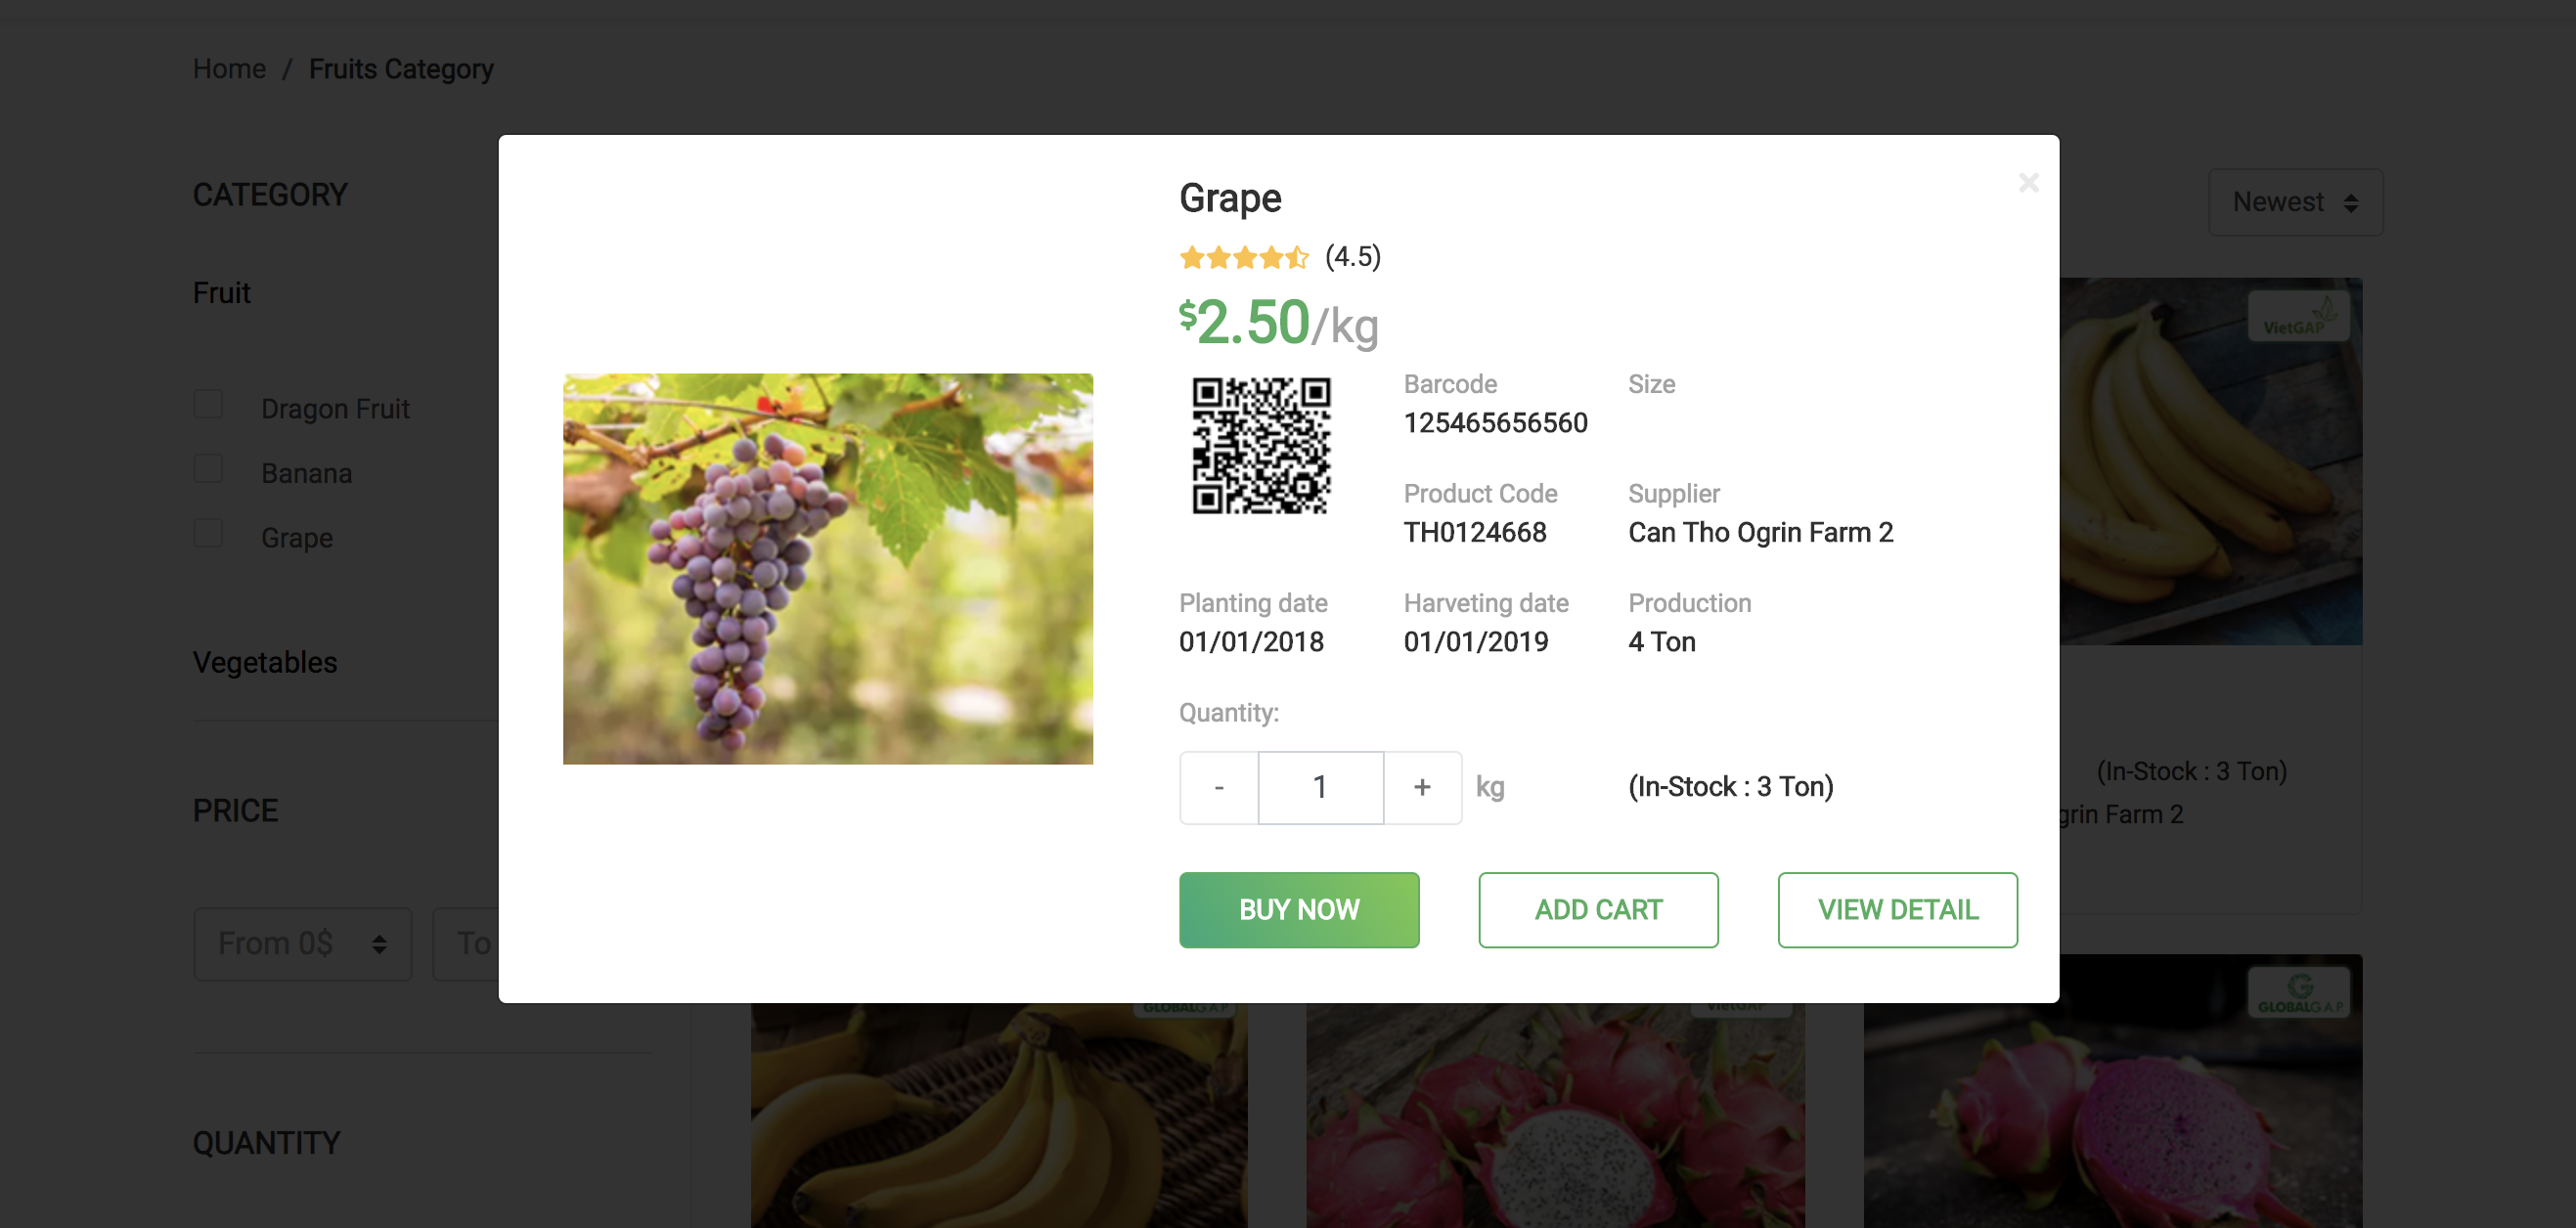 Home / Fruits Category
CATEGORY
Newest
Fruit
Dragon Fruit
Banana
Grape
Vegetables
PRICE
From 0$ To
QUANTITY
Grape
×
(4.5)
$2.50/kg
Barcode
125465656560
Size
Product Code
TH0124668
Supplier
Can Tho Ogrin Farm 2
Planting date
01/01/2018
Harveting date
01/01/2019
Production
4 Ton
Quantity:
- 1 + kg (In-Stock : 3 Ton)
BUY NOW
ADD CART
VIEW DETAIL
VietGAP
(In-Stock : 3 Ton)
grin Farm 2
GLOBALG.A.P.
VietGAP
GLOBALG.A.P.